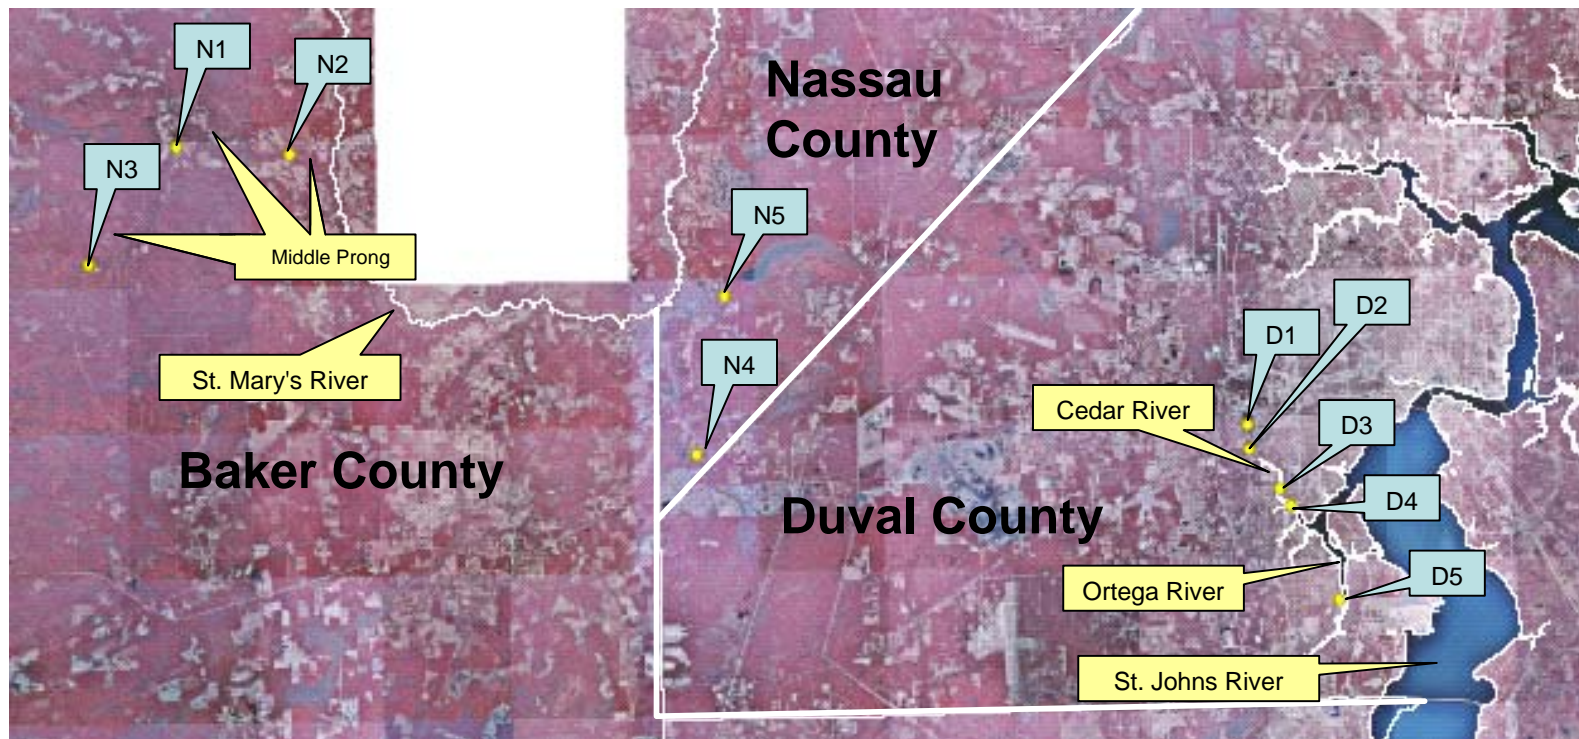 N1
N2
Nassau
County
N3
N5
Middle Prong
D2
D1
St. Mary's River
N4
Cedar River
D3
Baker County
Duval County
D4
D5
Ortega River
St. Johns River